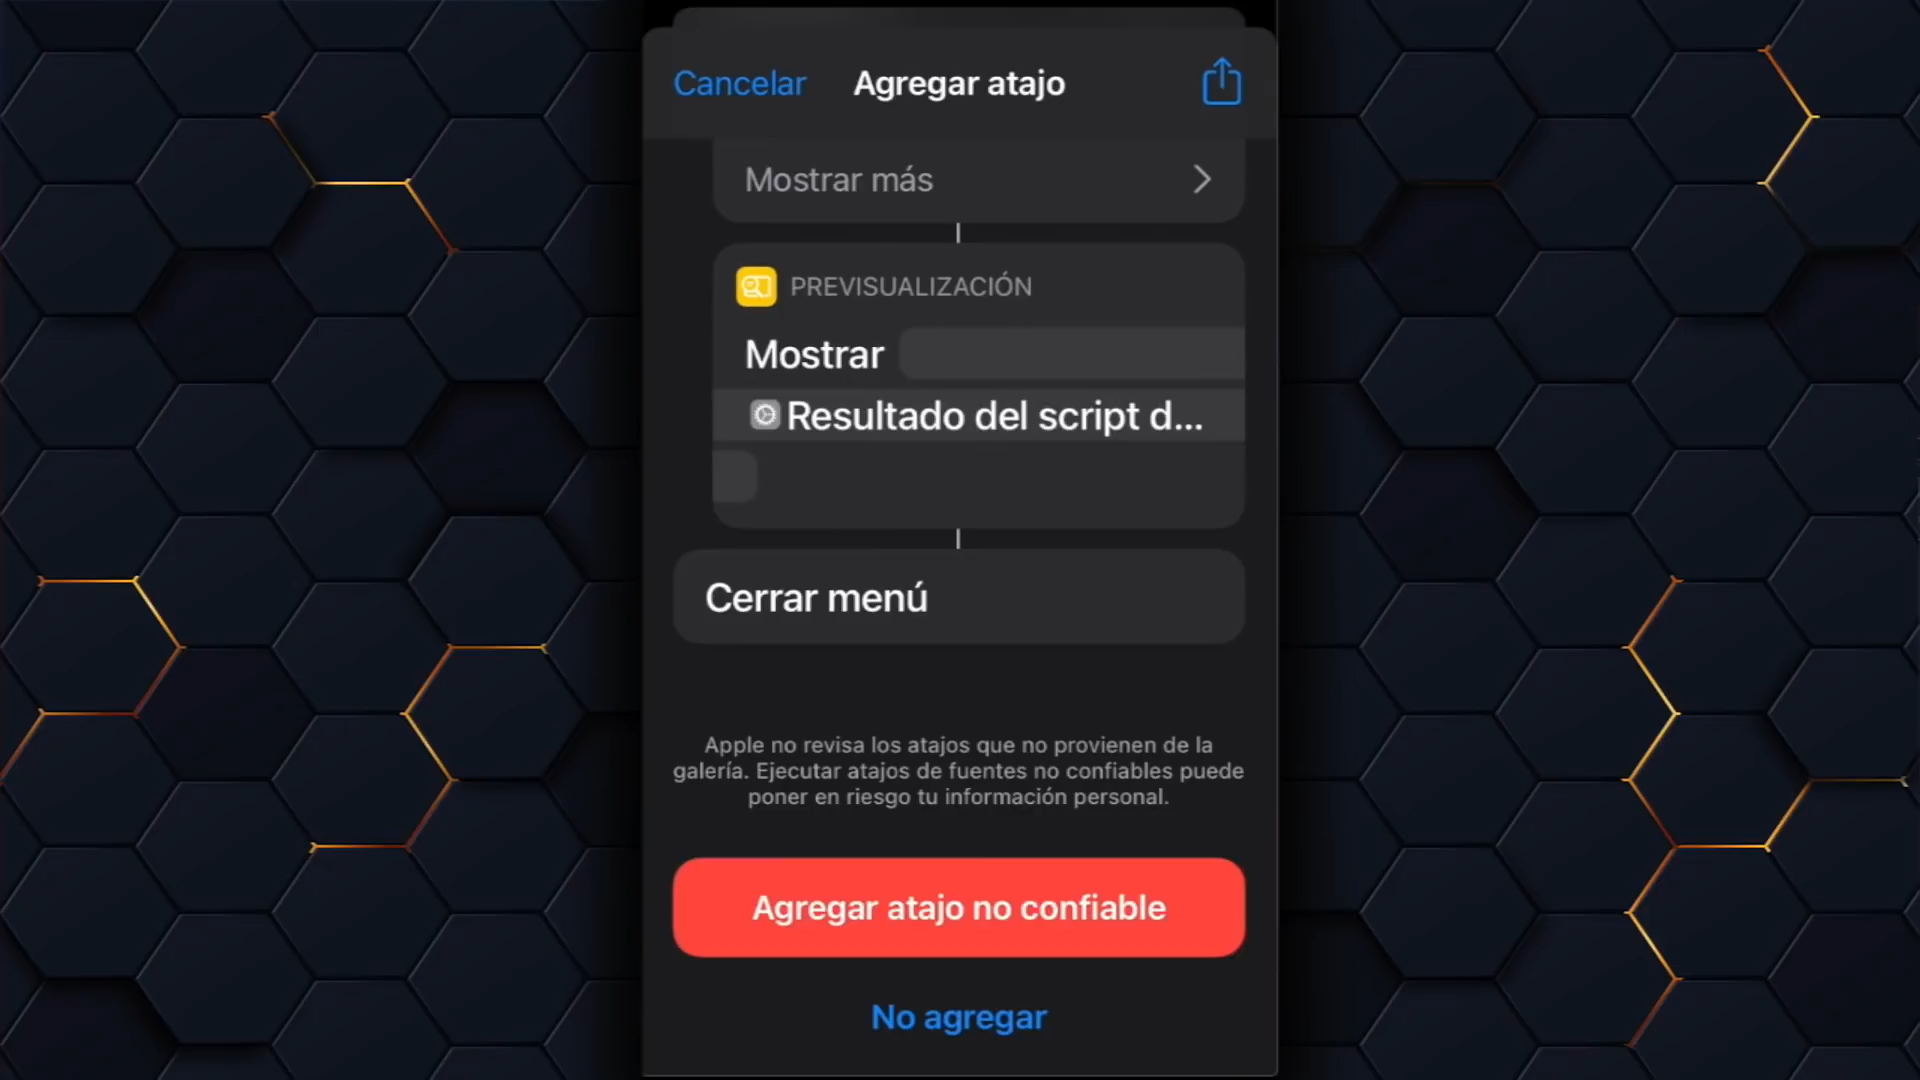 Cancelar
Agregar atajo
Mostrar más
PREVISUALIZACIÓN
Mostrar
Resultado del script d...
Cerrar menú
Apple no revisa los atajos que no provienen de la
galería. Ejecutar atajos de fuentes no confiables puede
poner en riesgo tu información personal.
Agregar atajo no confiable
No agregar